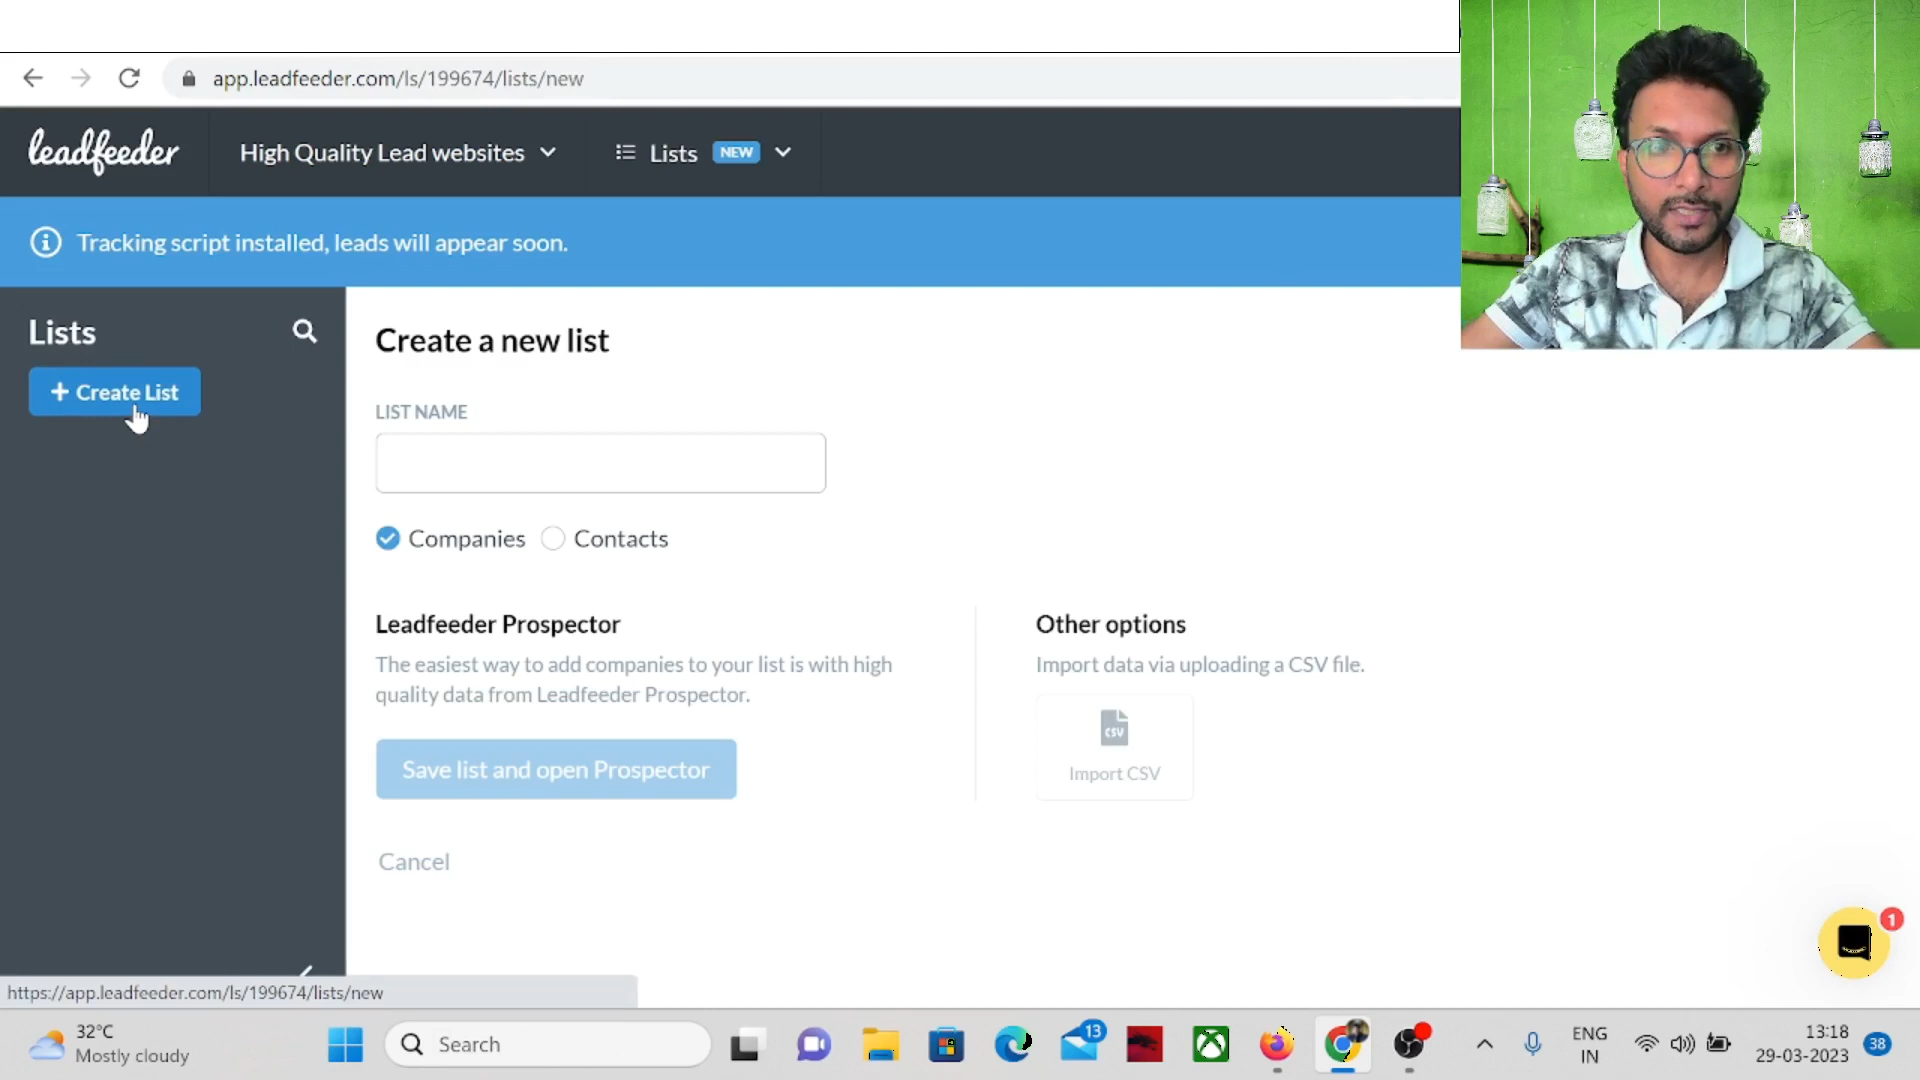 app.leadfeeder.com/ls/199674/lists/new
leadfeeder
High Quality Lead websites
Lists NEW
Tracking script installed, leads will appear soon.
Lists
+ Create List
Create a new list
LIST NAME
Companies Contacts
Leadfeeder Prospector
The easiest way to add companies to your list is with high
quality data from Leadfeeder Prospector.
Save list and open Prospector
Other options
Import data via uploading a CSV file.
CSV
Import CSV
Cancel
1
https://app.leadfeeder.com/ls/199674/lists/new
32°C
Mostly cloudy
Search
13
ENG
IN
13:18
29-03-2023
38